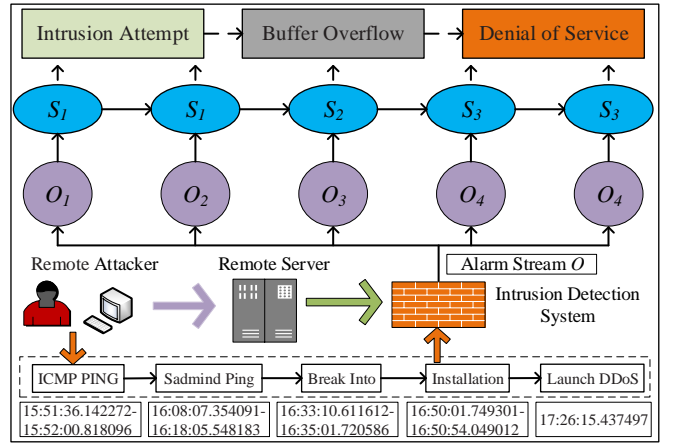 Intrusion Attempt
Buffer Overflow
Denial of Service
S1
S1
S2
S3
S3
O1
O2
O3
O4
O4
Remote Attacker
Remote Server
Alarm Stream O
Intrusion Detection
System
ICMP PING
Sadmind Ping
Break Into
Installation
Launch DDoS
15:51:36.142272-
15:52:00.818096
16:08:07.354091-
16:18:05.548183
16:33:10.611612-
16:35:01.720586
16:50:01.749301-
16:50:54.049012
17:26:15.437497